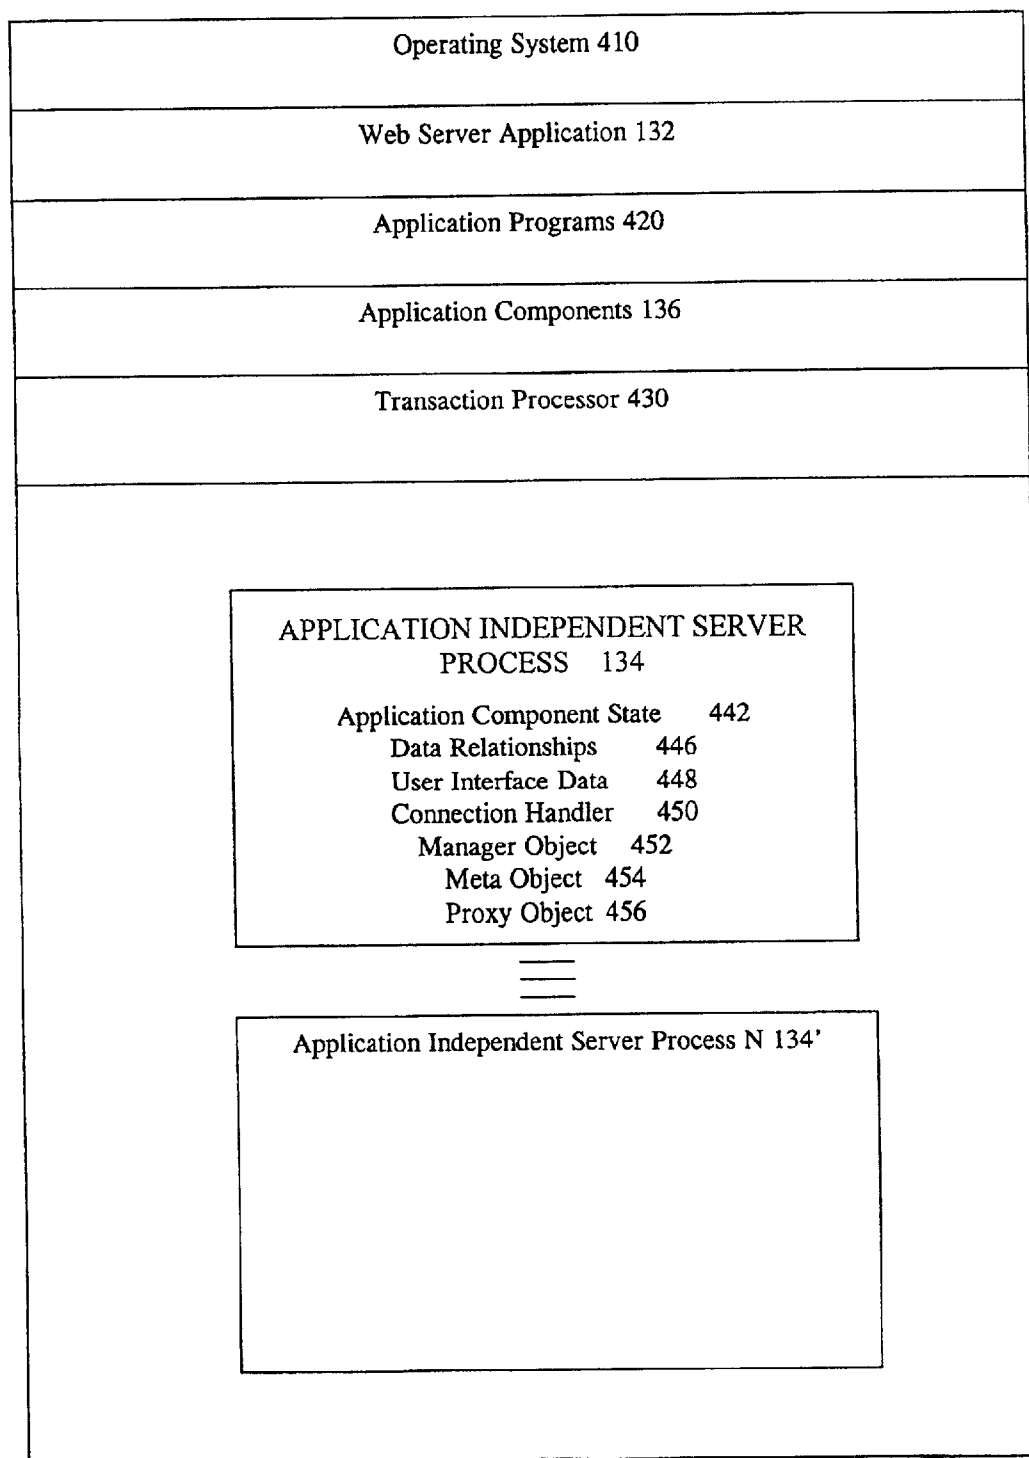 Operating System 410
Web Server Application 132
Application Programs 420
Application Components 136
Transaction Processor 430
APPLICATION INDEPENDENT SERVER
PROCESS 134
Application Component State 442
Data Relationships 446
User Interface Data 448
Connection Handler 450
Manager Object 452
Meta Object 454
Proxy Object 456
Application Independent Server Process N 134'